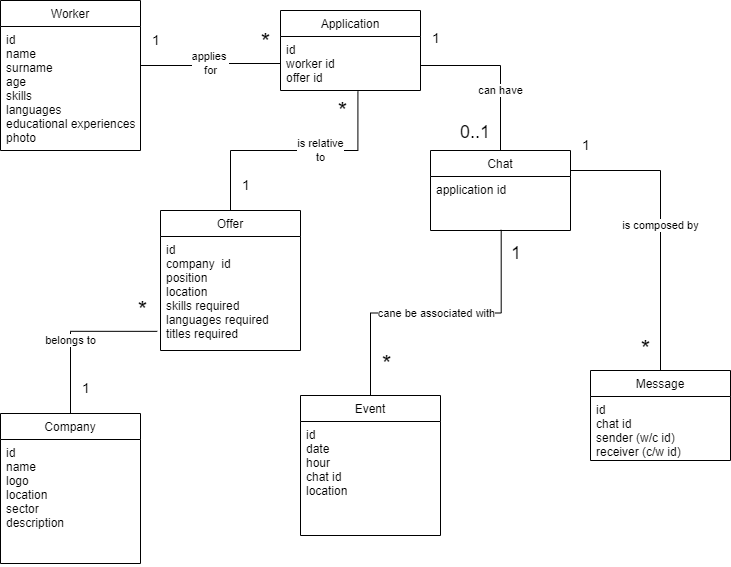 Worker
id
name
surname
age
skills
languages
educational experiences
photo
1
applies
for
*
Application
id
worker id
offer id
1
can have
0..1
*
is relative
to
1
Chat
application id
1
is composed by
*
1
cane be associated with
*
Offer
id
company id
position
location
skills required
languages required
titles required
*
belongs to
1
Company
id
name
logo
location
sector
description
Event
id
date
hour
chat id
location
Message
id
chat id
sender (w/c id)
receiver (c/w id)